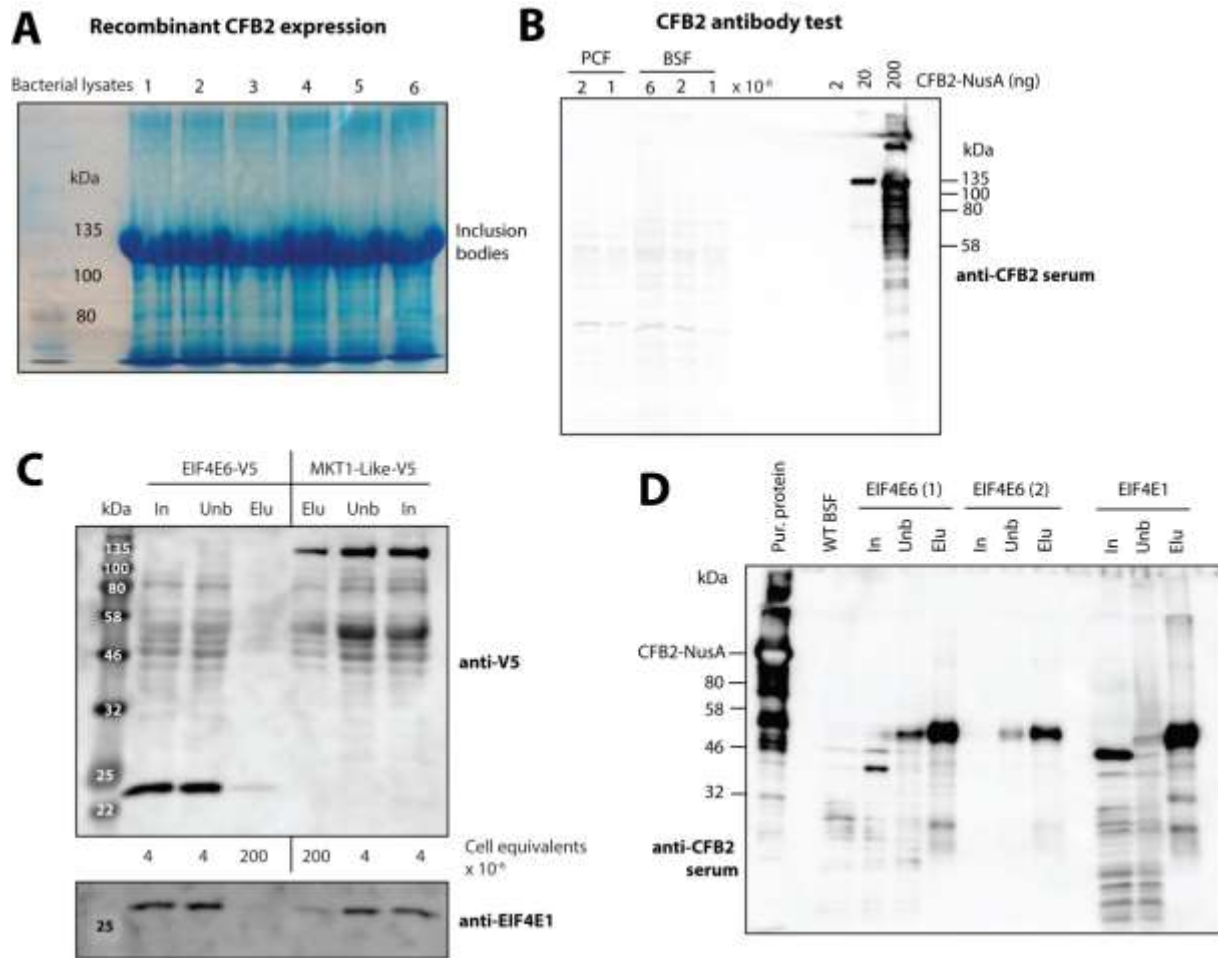 A
Recombinant CFB2 expression
Bacterial lysates 1 2 3 4 5 6
kDa
135
100
80
Inclusion
bodies
B
CFB2 antibody test
PCF BSF
2 1 6 2 1 x 10⁻⁶
2 20 200 CFB2-NusA (ng)
kDa
135
100
80
58
anti-CFB2 serum
C
EIF4E6-V5 MKT1-Like-V5
kDa In Unb Elu Elu Unb In
135
100
80
58
46
32
25
22
anti-V5
4 4 200 200 4 4
Cell equivalents
x 10⁻⁶
25
anti-EIF4E1
D
Pur. protein
WT BSF
EIF4E6 (1) EIF4E6 (2) EIF4E1
In Unb Elu In Unb Elu In Unb Elu
kDa
CFB2-NusA
80
58
46
32
anti-CFB2
serum